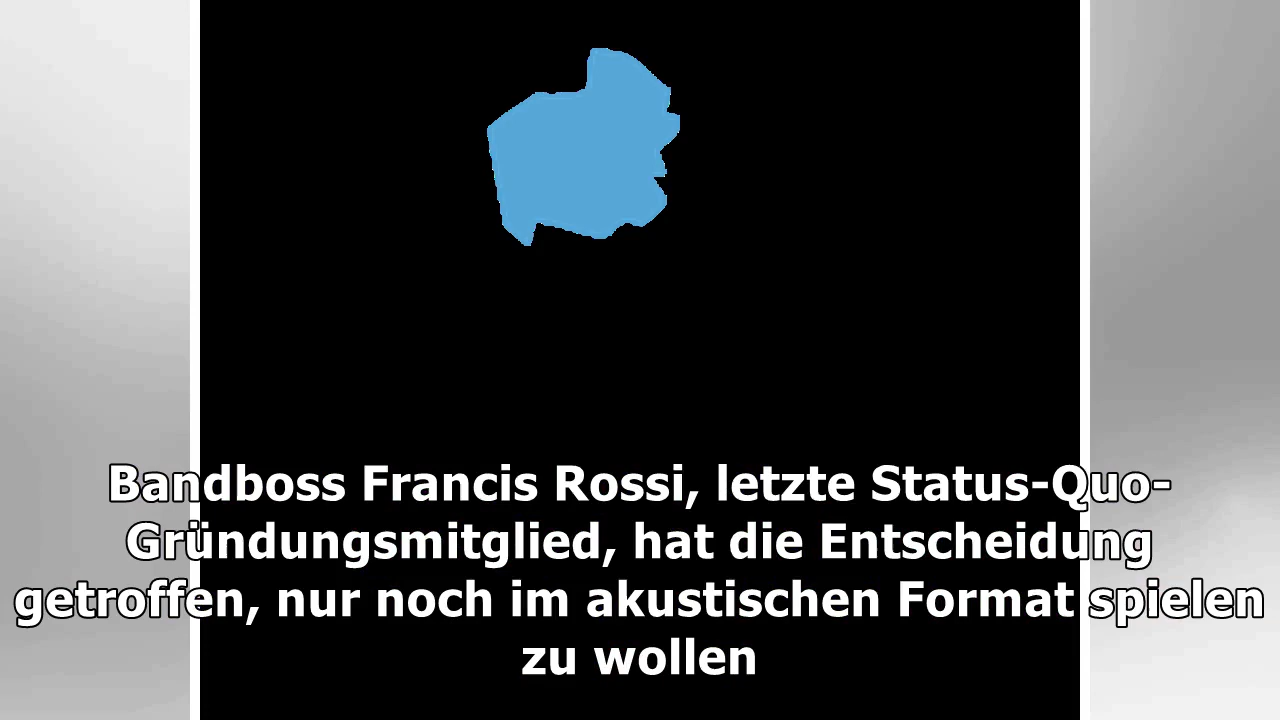 Bandboss Francis Rossi, letzte Status-Quo-
Gründungsmitglied, hat die Entscheidung
getroffen, nur noch im akustischen Format spielen
zu wollen